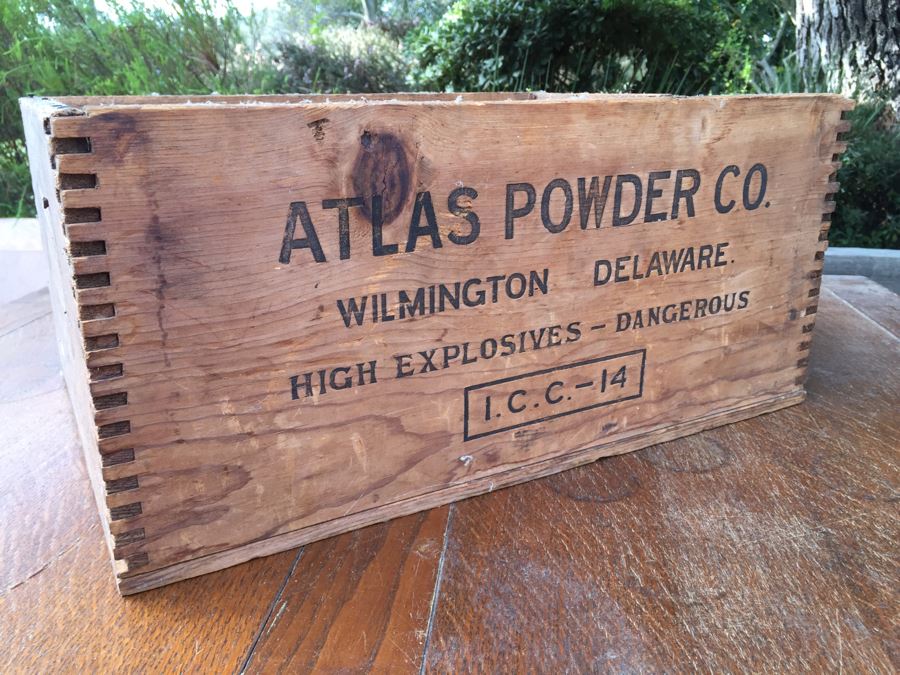 ATLAS POWDER CO.
WILMINGTON DELAWARE.
HIGH EXPLOSIVES – DANGEROUS
I.C.C.–14